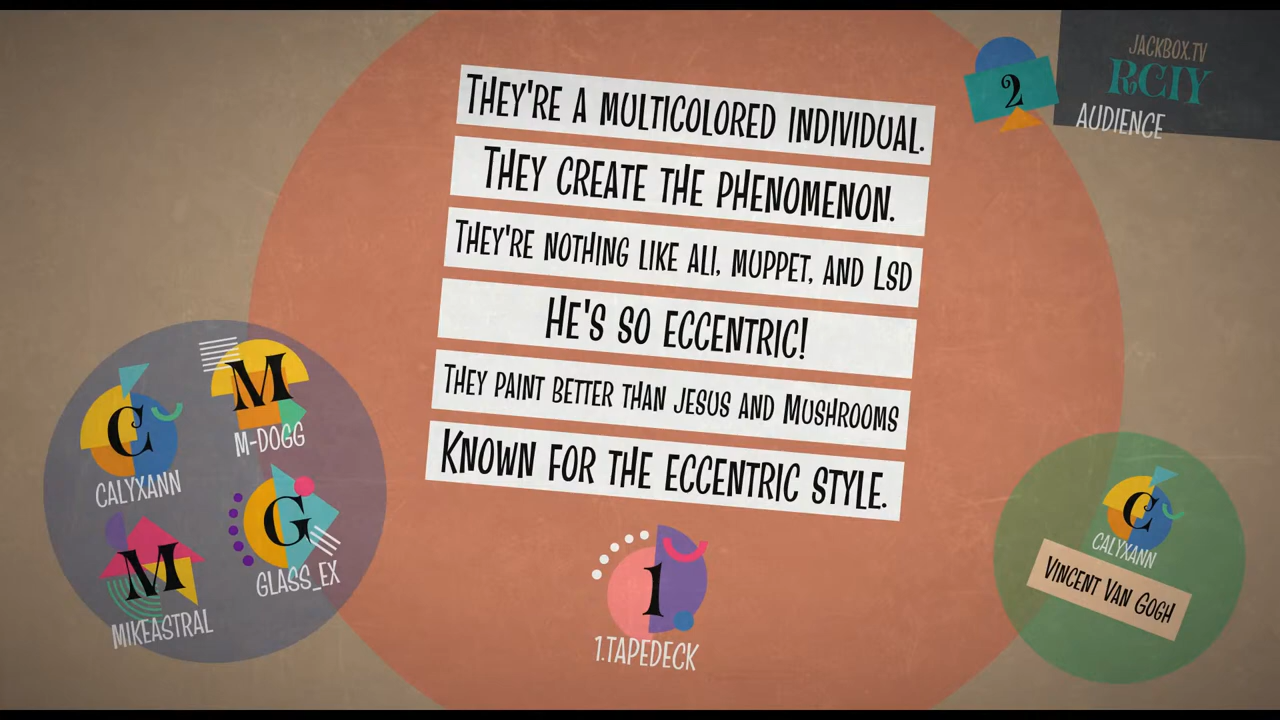 They're a multicolored individual.
They create the phenomenon.
They're nothing like Ali, muppet, and Lsd
He's so eccentric!
They paint better than Jesus and Mushrooms
Known for the eccentric style.
2
JACKBOX.TV
RCIY
AUDIENCE
C
CALYXANN
M
M-DOGG
G
GLASS_EX
M
MIKEASTRAL
1
1.TAPEDECK
C
CALYXANN
Vincent Van Gogh